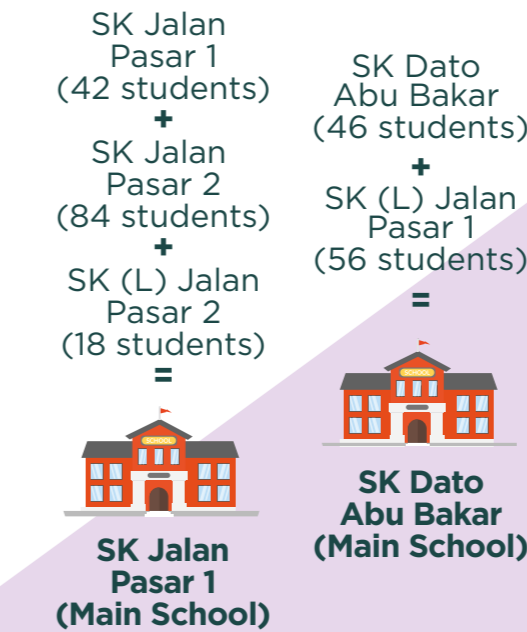 SK Jalan
Pasar 1
(42 students)
+
SK Jalan
Pasar 2
(84 students)
+
SK (L) Jalan
Pasar 2
(18 students)
=
SCHOOL
SK Jalan
Pasar 1
(Main School)
SK Dato
Abu Bakar
(46 students)
+
SK (L) Jalan
Pasar 1
(56 students)
=
SCHOOL
SK Dato
Abu Bakar
(Main School)